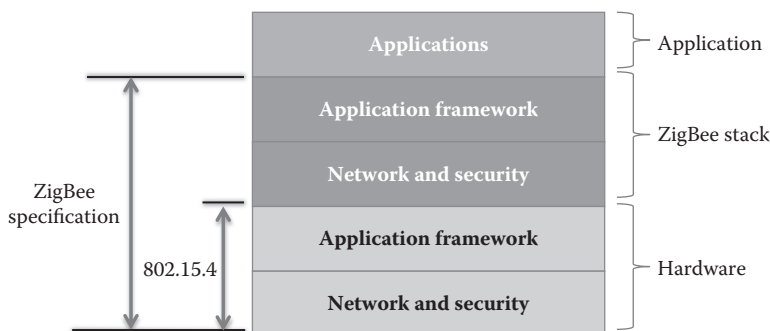 Applications
Application
Application framework
ZigBee stack
Network and security
ZigBee
specification
Application framework
802.15.4
Hardware
Network and security